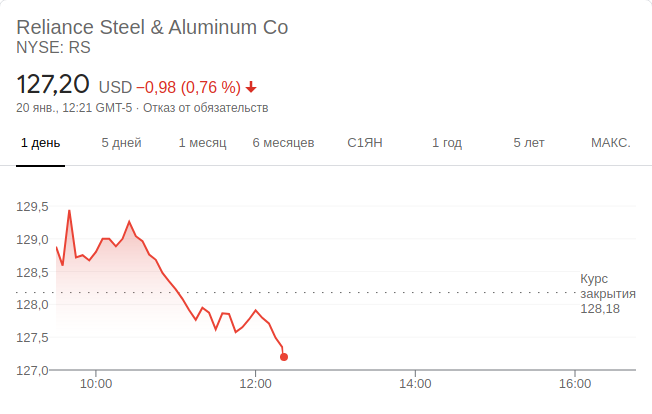 Reliance Steel & Aluminum Co
NYSE: RS
127,20 USD −0,98 (0,76 %)
20 янв., 12:21 GMT-5 · Отказ от обязательств
1 день 5 дней 1 месяц 6 месяцев С1ЯН 1 год 5 лет МАКС.
129,5
129,0
128,5
128,0
127,5
127,0
Курс
закрытия
128,18
10:00 12:00 14:00 16:00